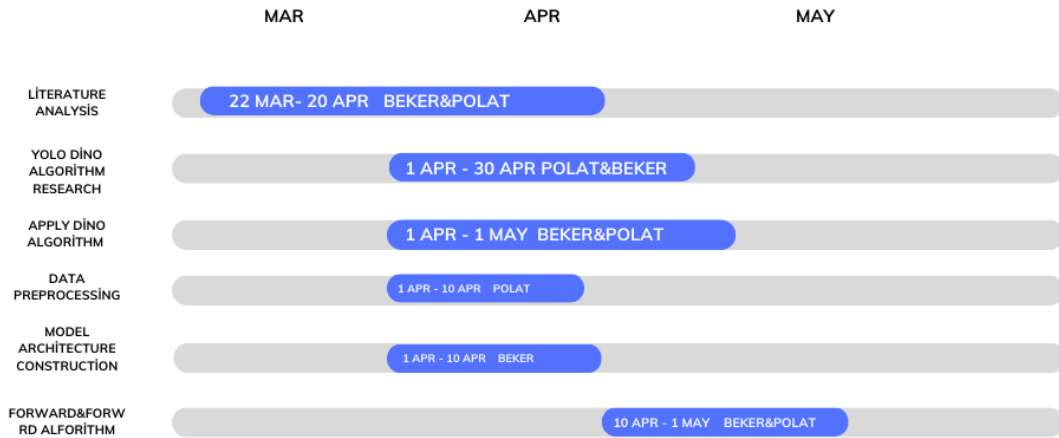 MAR APR MAY
LİTERATURE
ANALYSİS
22 MAR- 20 APR BEKER&POLAT
YOLO DİNO
ALGORİTHM
RESEARCH
1 APR - 30 APR POLAT&BEKER
APPLY DİNO
ALGORİTHM
1 APR - 1 MAY BEKER&POLAT
DATA
PREPROCESSİNG
1 APR - 10 APR POLAT
MODEL
ARCHİTECTURE
CONSTRUCTİON
1 APR - 10 APR BEKER
FORWARD&FORW
RD ALFORİTHM
10 APR - 1 MAY BEKER&POLAT